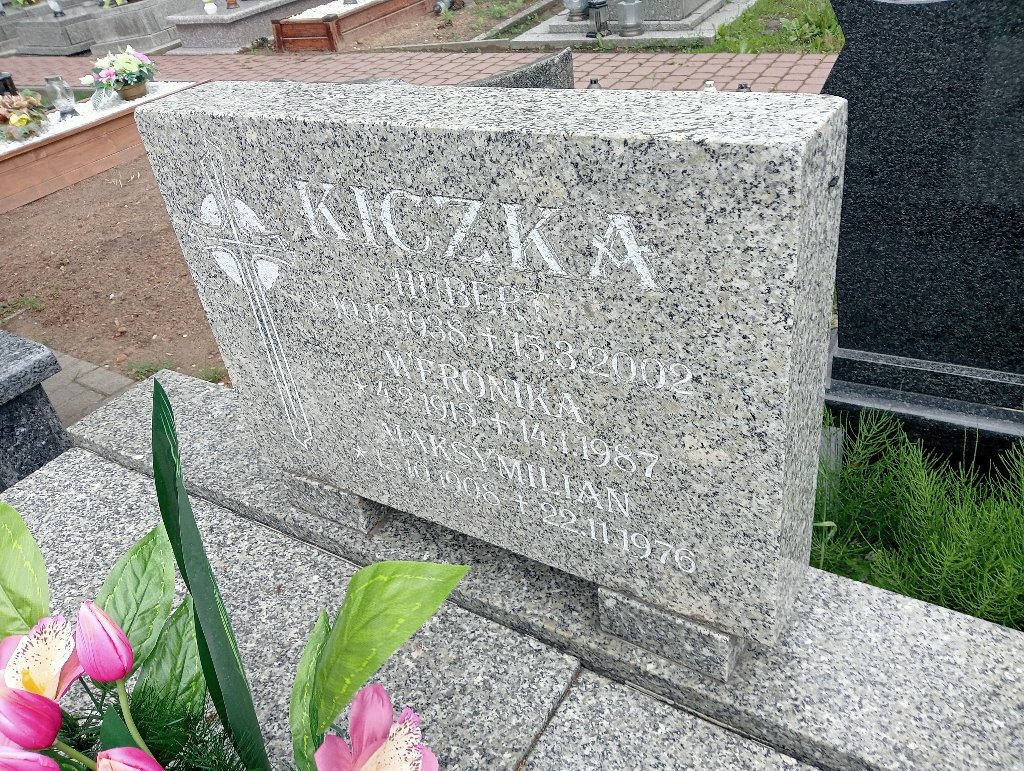 KICZKA
HUBERT
* 10.12.1938 + 15.3.2002
WERONIKA
* 4.2.1913 + 14.1.1987
MAKSYMILIAN
* 17.10.1908 + 22.11.1976